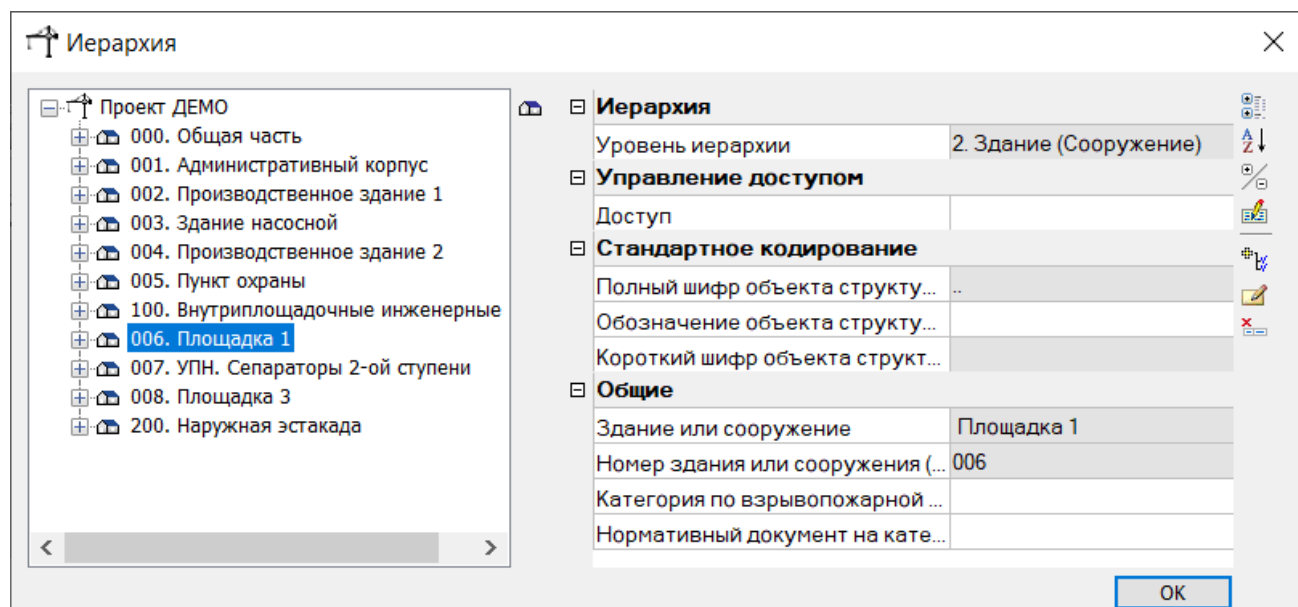 Иерархия
Проект ДЕМО
000. Общая часть
001. Административный корпус
002. Производственное здание 1
003. Здание насосной
004. Производственное здание 2
005. Пункт охраны
100. Внутриплощадочные инженерные
006. Площадка 1
007. УПН. Сепараторы 2-ой ступени
008. Площадка 3
200. Наружная эстакада
Иерархия
Уровень иерархии 2. Здание (Сооружение)
Управление доступом
Доступ
Стандартное кодирование
Полный шифр объекта структу... ..
Обозначение объекта структу...
Короткий шифр объекта структ...
Общие
Здание или сооружение Площадка 1
Номер здания или сооружения (... 006
Категория по взрывопожарной ...
Нормативный документ на кате...
ОК